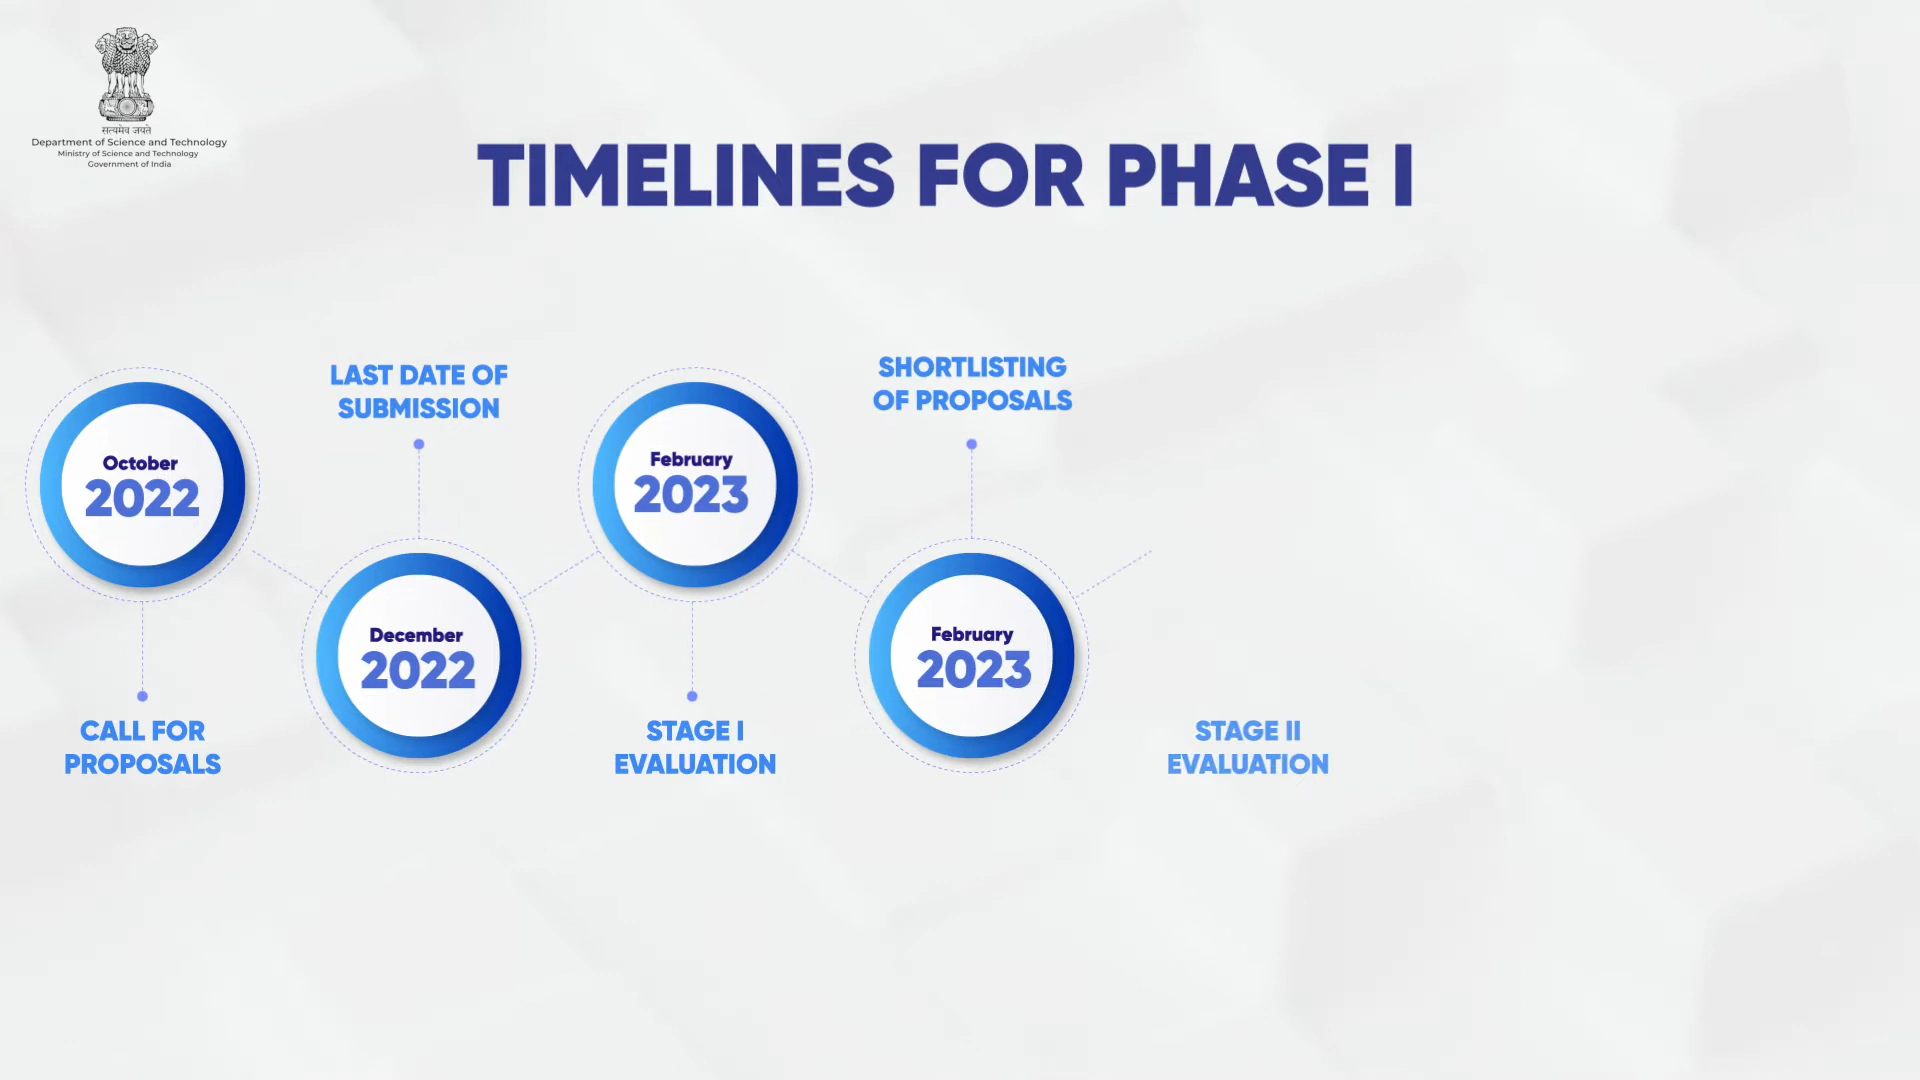 सत्यमेव जयते
Department of Science and Technology
Ministry of Science and Technology
Government of India
TIMELINES FOR PHASE I
October
2022
CALL FOR
PROPOSALS
LAST DATE OF
SUBMISSION
December
2022
February
2023
STAGE I
EVALUATION
SHORTLISTING
OF PROPOSALS
February
2023
STAGE II
EVALUATION